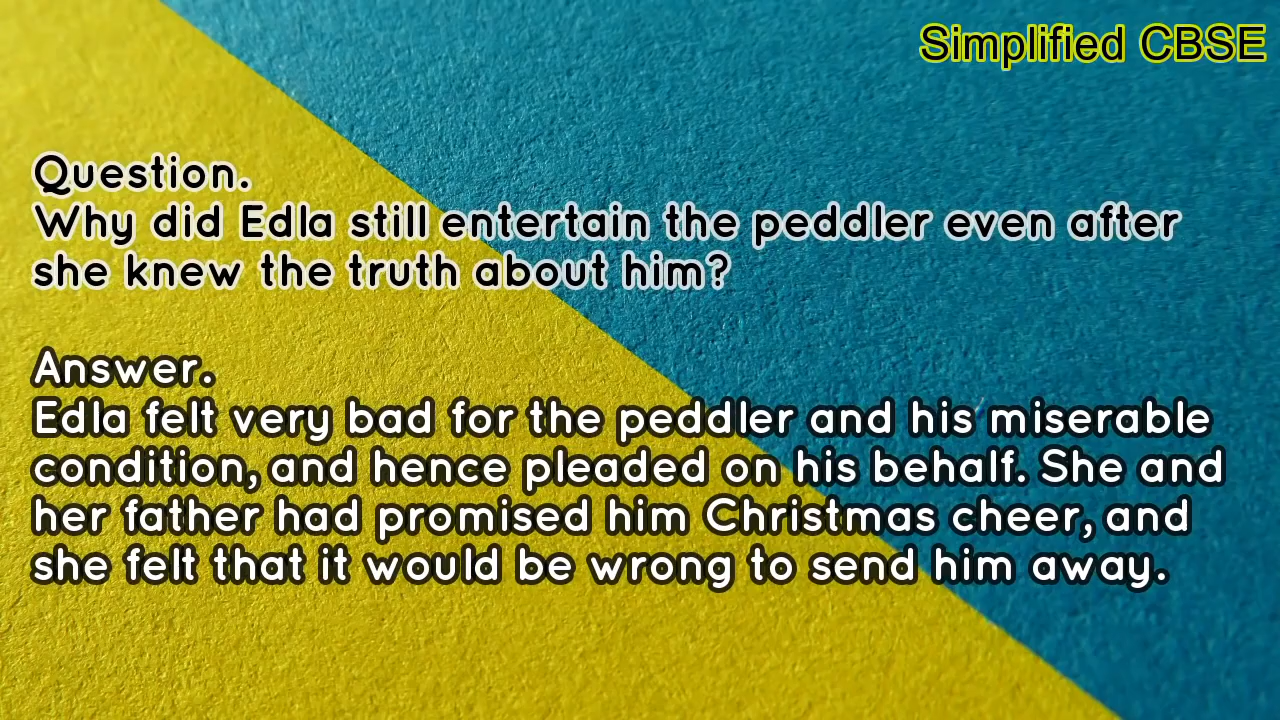 Simplified CBSE
Question.
Why did Edla still entertain the peddler even after
she knew the truth about him?
Answer.
Edla felt very bad for the peddler and his miserable
condition, and hence pleaded on his behalf. She and
her father had promised him Christmas cheer, and
she felt that it would be wrong to send him away.